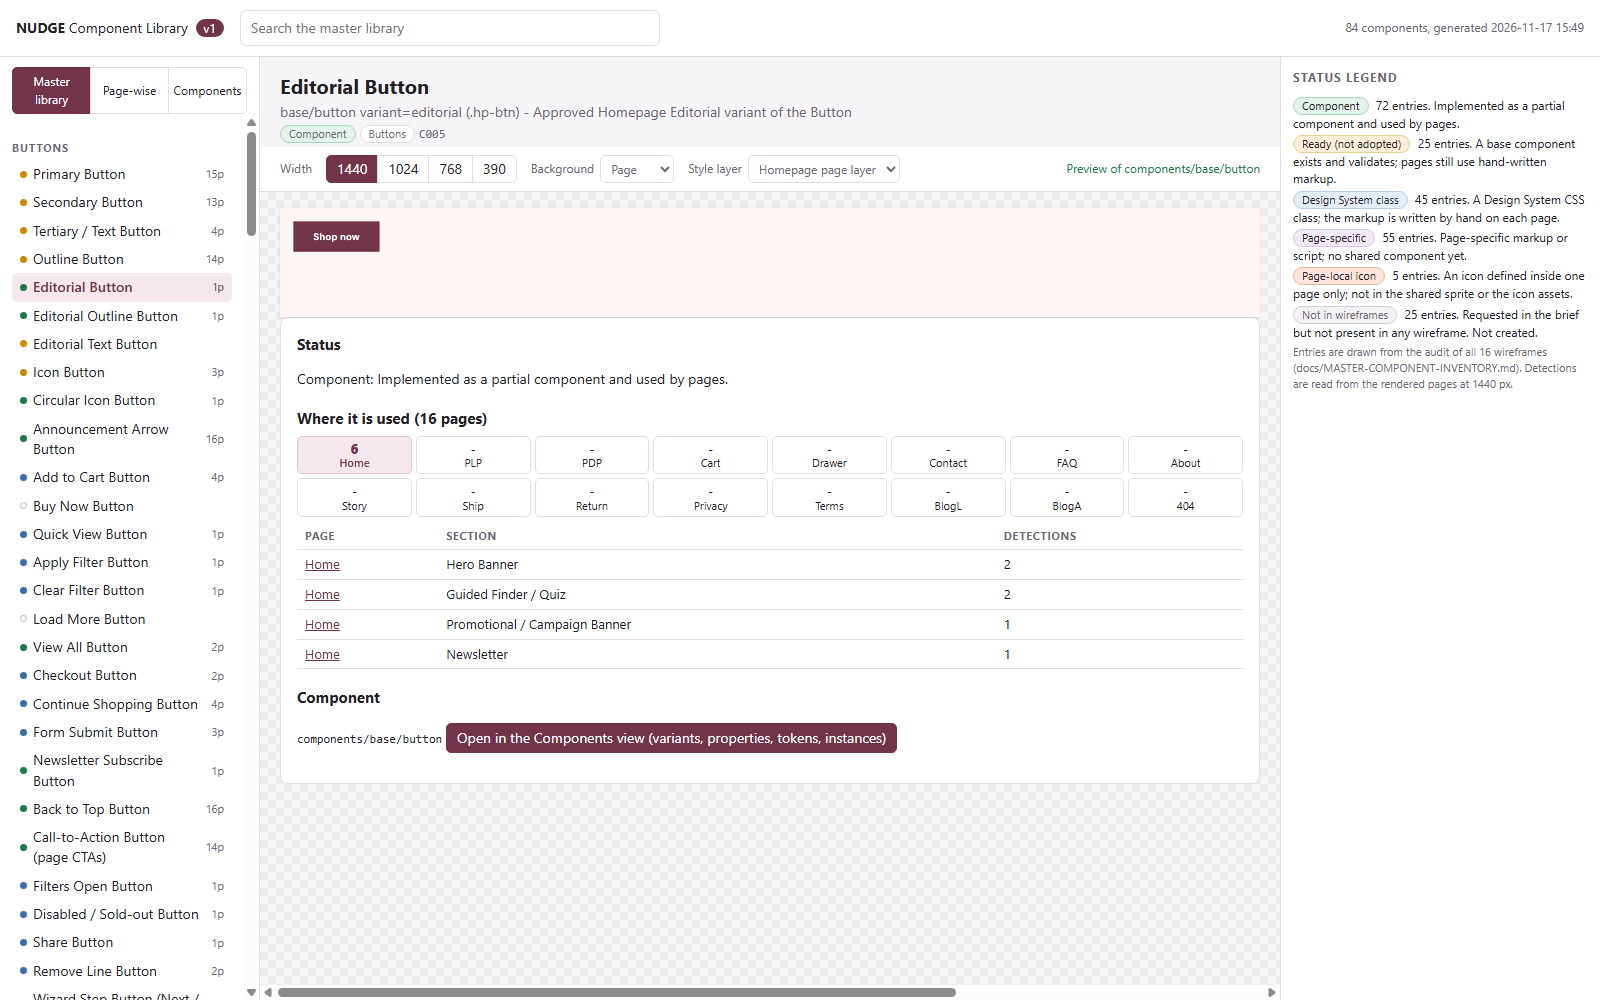 NUDGE Component Library v1
Search the master library
84 components, generated 2026-11-17 15:49
Master library
Page-wise
Components
BUTTONS
Primary Button 15p
Secondary Button 13p
Tertiary / Text Button 4p
Outline Button 14p
Editorial Button 1p
Editorial Outline Button 1p
Editorial Text Button
Icon Button 3p
Circular Icon Button 1p
Announcement Arrow
Button 16p
Add to Cart Button 4p
Buy Now Button
Quick View Button 1p
Apply Filter Button 1p
Clear Filter Button 1p
Load More Button
View All Button 2p
Checkout Button 2p
Continue Shopping Button 4p
Form Submit Button 3p
Newsletter Subscribe
Button 1p
Back to Top Button 16p
Call-to-Action Button
(page CTAs) 14p
Filters Open Button 1p
Disabled / Sold-out Button 1p
Share Button 1p
Remove Line Button 2p
Wizard Step Button (Next /
Editorial Button
base/button variant=editorial (.hp-btn) - Approved Homepage Editorial variant of the Button
Component Buttons C005
Width 1440 1024 768 390 Background Page Style layer Homepage page layer Preview of components/base/button
Shop now
Status
Component: Implemented as a partial component and used by pages.
Where it is used (16 pages)
6 - - - - - - -
Home PLP PDP Cart Drawer Contact FAQ About
- - - - - - - -
Story Ship Return Privacy Terms BlogL BlogA 404
PAGE SECTION DETECTIONS
Home Hero Banner 2
Home Guided Finder / Quiz 2
Home Promotional / Campaign Banner 1
Home Newsletter 1
Component
components/base/button Open in the Components view (variants, properties, tokens, instances)
STATUS LEGEND
Component 72 entries. Implemented as a partial
component and used by pages.
Ready (not adopted) 25 entries. A base component
exists and validates; pages still use hand-written
markup.
Design System class 45 entries. A Design System CSS
class; the markup is written by hand on each page.
Page-specific 55 entries. Page-specific markup or
script; no shared component yet.
Page-local icon 5 entries. An icon defined inside one
page only; not in the shared sprite or the icon assets.
Not in wireframes 25 entries. Requested in the brief
but not present in any wireframe. Not created.
Entries are drawn from the audit of all 16 wireframes
(docs/MASTER-COMPONENT-INVENTORY.md). Detections
are read from the rendered pages at 1440 px.